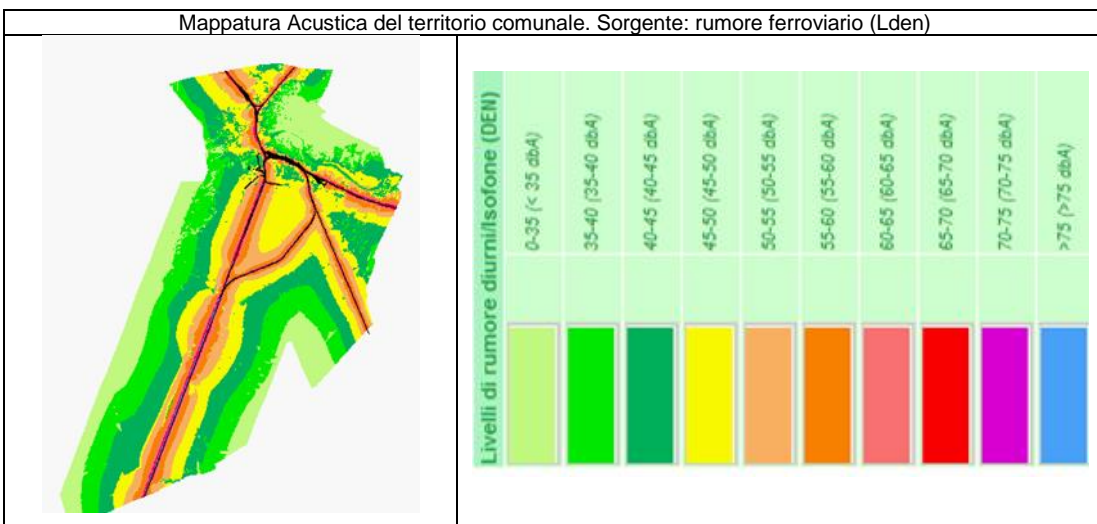 Mappatura Acustica del territorio comunale. Sorgente: rumore ferroviario (Lden)
Livelli di rumore diurni/Isofone (DEN)
0-35 (< 35 dbA)
35-40 (35-40 dbA)
40-45 (40-45 dbA)
45-50 (45-50 dbA)
50-55 (50-55 dbA)
55-60 (55-60 dbA)
60-65 (60-65 dbA)
65-70 (65-70 dbA)
70-75 (70-75 dbA)
>75 (>75 dbA)